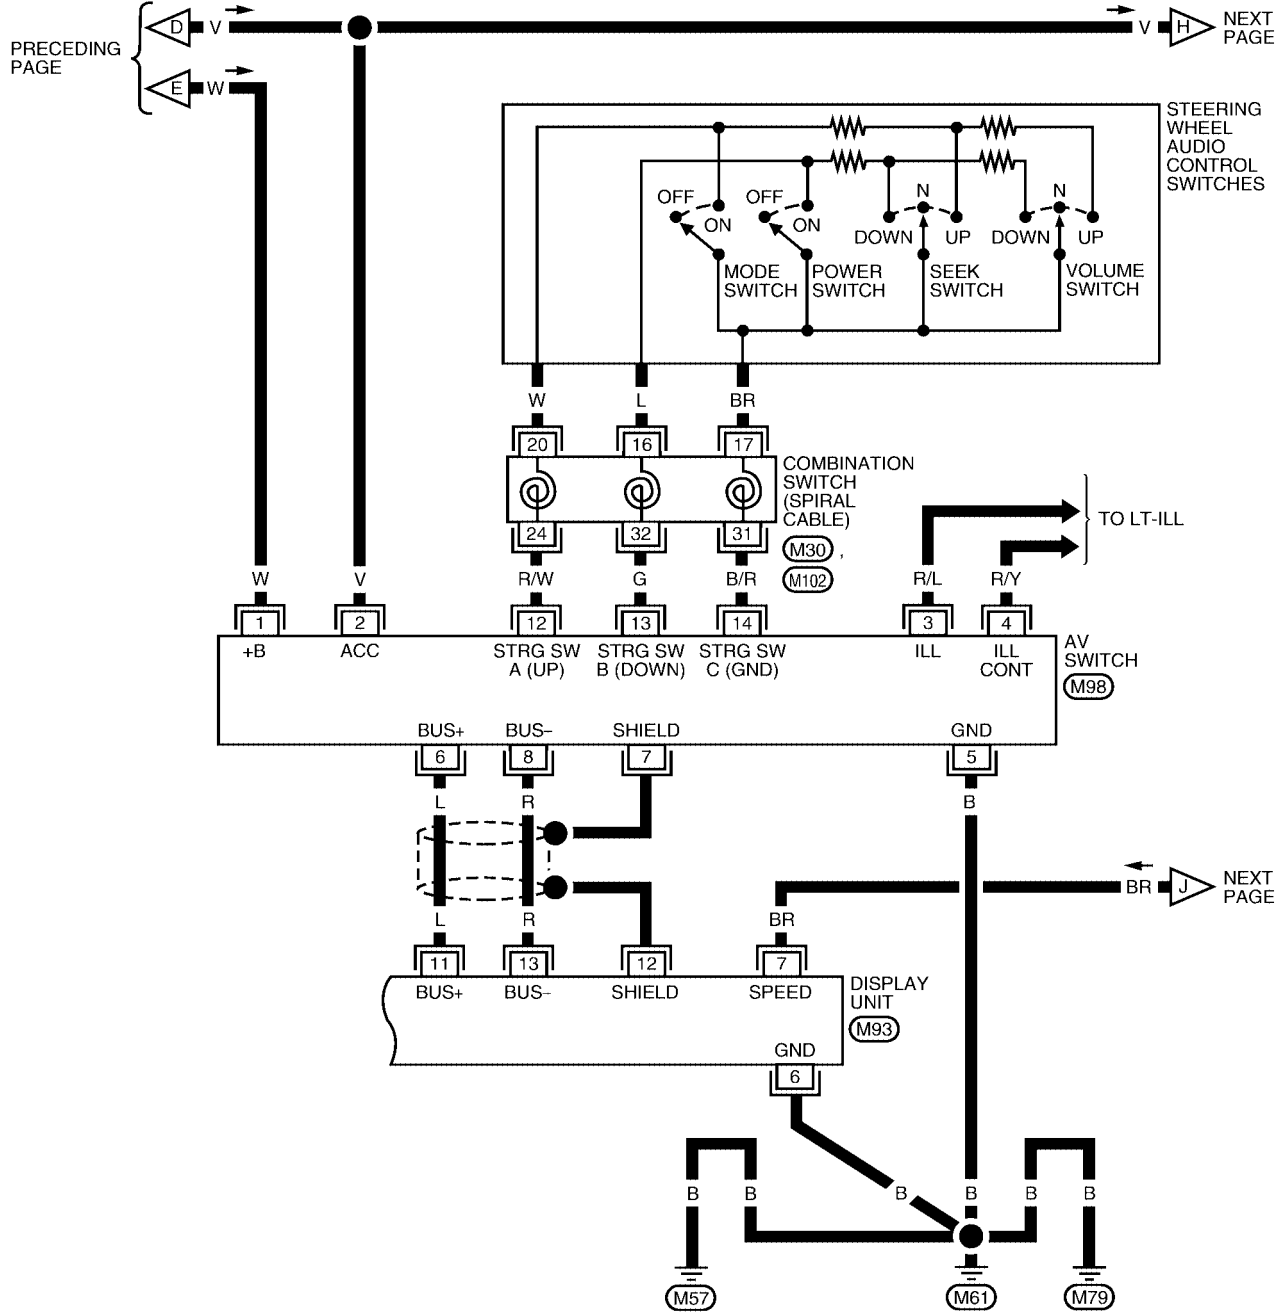 D V V H NEXT
PAGE
PRECEDING
PAGE
E W
STEERING
WHEEL
AUDIO
CONTROL
SWITCHES
OFF ON OFF ON N N
DOWN UP DOWN UP
MODE
SWITCH
POWER
SWITCH
SEEK
SWITCH
VOLUME
SWITCH
W L BR
20 16 17
COMBINATION
SWITCH
(SPIRAL
CABLE)
M30 ,
M102
24 32 31
TO LT-ILL
W V R/W G B/R R/L R/Y
1 2 12 13 14 3 4
+B ACC STRG SW
A (UP)
STRG SW
B (DOWN)
STRG SW
C (GND)
ILL ILL
CONT
AV
SWITCH
M98
BUS+ BUS– SHIELD GND
6 8 7 5
L R B
BR J NEXT
PAGE
L R BR
11 13 12 7
BUS+ BUS– SHIELD SPEED
DISPLAY
UNIT
M93
GND
6
B B B B B B
M57 M61 M79